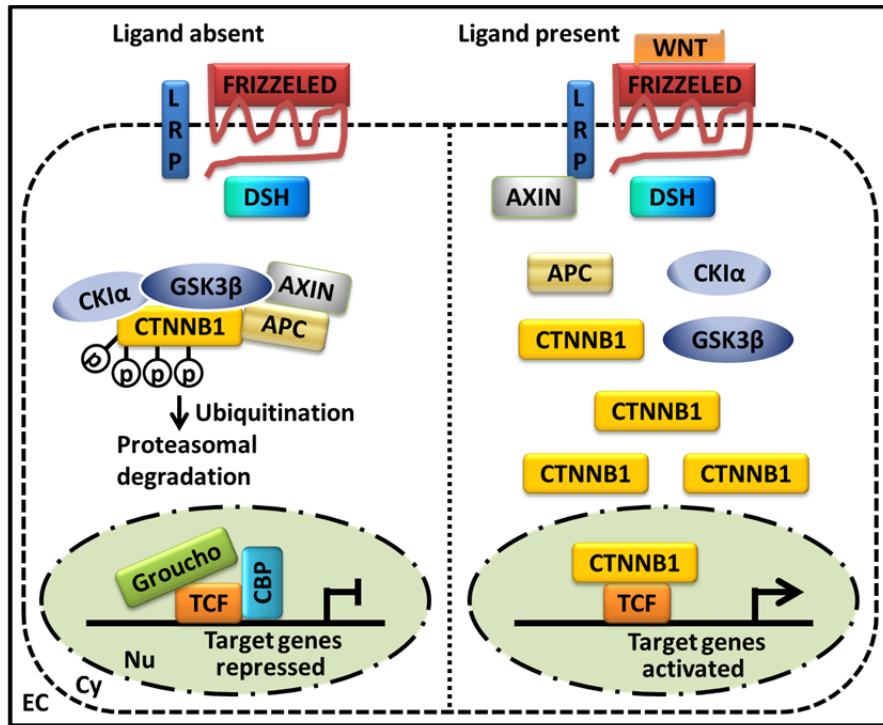 Ligand absent
FRIZZELED
L
R
P
DSH
CKIα
GSK3β
AXIN
CTNNB1
APC
p
p
p
p
Ubiquitination
Proteasomal
degradation
Groucho
TCF
CBP
Target genes
repressed
Nu
Cy
EC
Ligand present
WNT
FRIZZELED
L
R
P
AXIN
DSH
APC
CKIα
CTNNB1
GSK3β
CTNNB1
CTNNB1
CTNNB1
CTNNB1
TCF
Target genes
activated